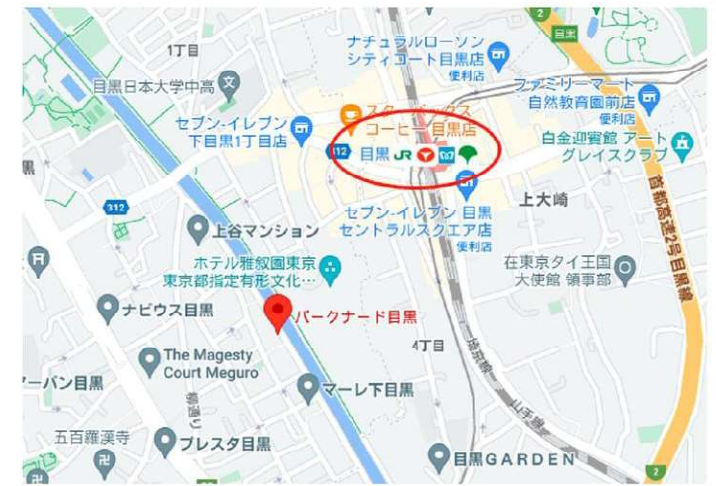 1丁目
ナチュラルローソン
シティコート目黒店
便利店
目黒
2
目黒日本大学中高
文
セブン-イレブン
下目黒1丁目店
スターバックス
コーヒー 目黒店
ファミリーマート
自然教育園前店
便利店
312
目黒 JR
白金迎賓館 アート
グレイスクラブ
黒
セブン-イレブン 目黒
セントラルスクエア店
便利店
上大崎
首都高速2号目黒線
312
上谷マンション
ホテル雅叙園東京
東京都指定有形文化…
在東京タイ王国
大使館 領事部
ナビウス目黒
パークナード目黒
4丁目
The Magesty
Court Meguro
ーバン目黒
マーレ下目黒
山手線
五百羅漢寺
プレスタ目黒
目黒GARDEN
2